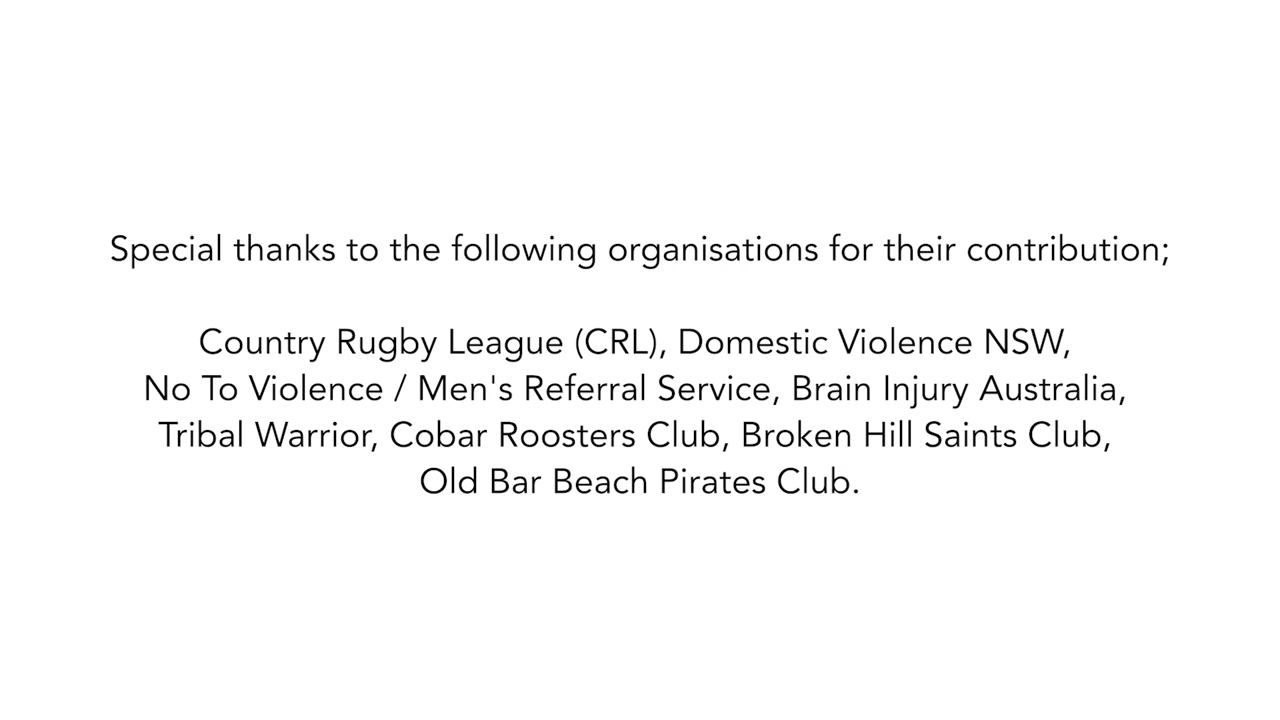 Special thanks to the following organisations for their contribution;
Country Rugby League (CRL), Domestic Violence NSW,
No To Violence / Men's Referral Service, Brain Injury Australia,
Tribal Warrior, Cobar Roosters Club, Broken Hill Saints Club,
Old Bar Beach Pirates Club.